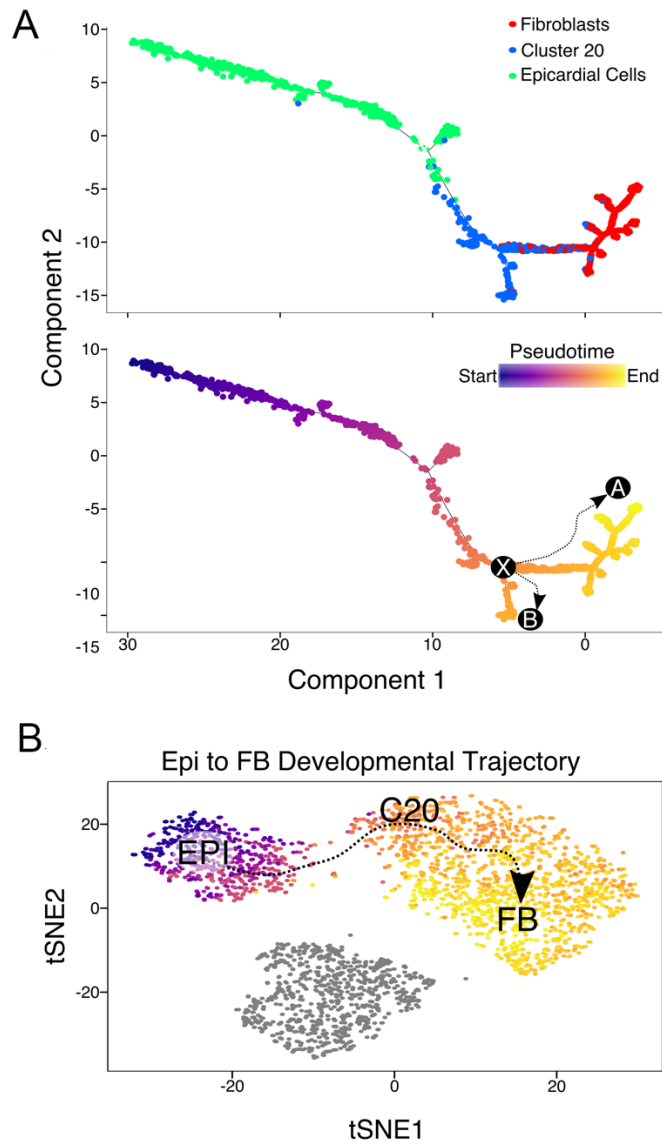 A
Fibroblasts
Cluster 20
Epicardial Cells
10
5
0
-5
-10
-15
Component 2
Pseudotime
Start End
10
5
0
-5
-10
-15
A
X
B
30 20 10 0
Component 1
B
Epi to FB Developmental Trajectory
20
0
-20
tSNE2
EPI
C20
FB
-20 0 20
tSNE1